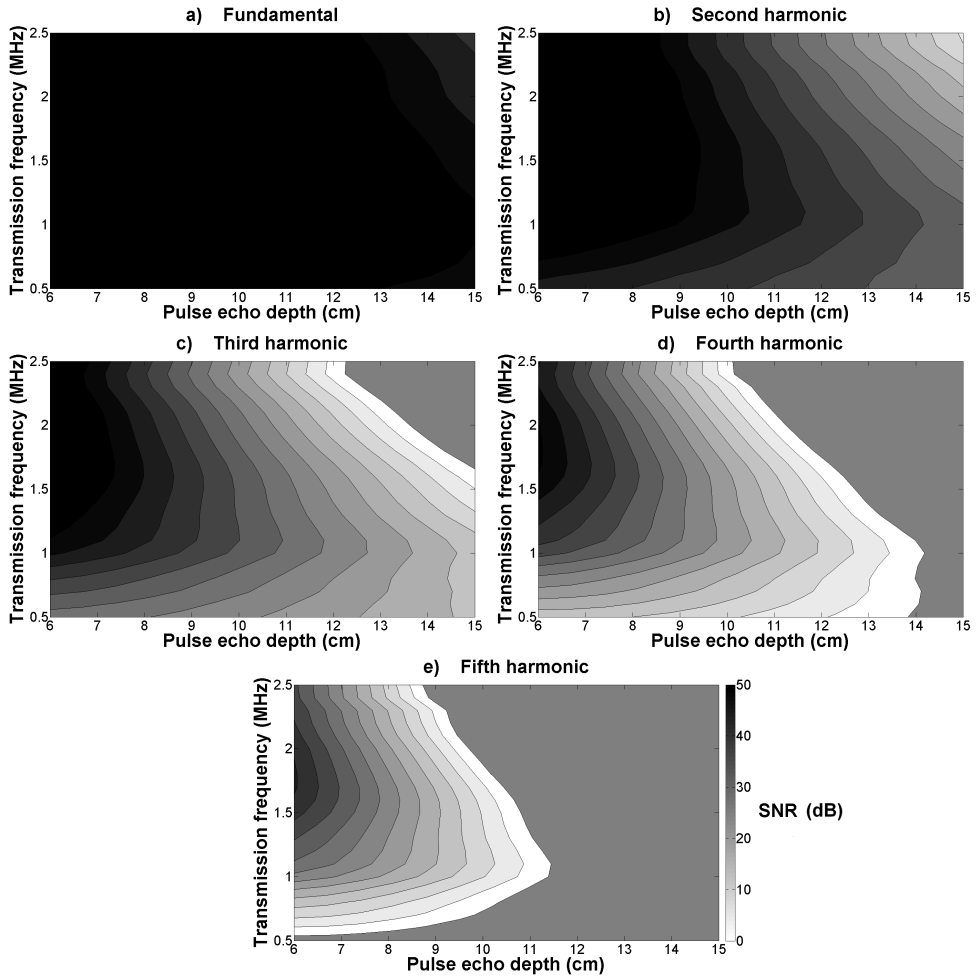 a) Fundamental
Transmission frequency (MHz)
2.5
2
1.5
1
0.5
6 7 8 9 10 11 12 13 14 15
Pulse echo depth (cm)
b) Second harmonic
Transmission frequency (MHz)
2.5
2
1.5
1
0.5
6 7 8 9 10 11 12 13 14 15
Pulse echo depth (cm)
c) Third harmonic
Transmission frequency (MHz)
2.5
2
1.5
1
0.5
6 7 8 9 10 11 12 13 14 15
Pulse echo depth (cm)
d) Fourth harmonic
Transmission frequency (MHz)
2.5
2
1.5
1
0.5
6 7 8 9 10 11 12 13 14 15
Pulse echo depth (cm)
e) Fifth harmonic
Transmission frequency (MHz)
2.5
2
1.5
1
0.5
6 7 8 9 10 11 12 13 14 15
Pulse echo depth (cm)
50
40
30
20
10
0
SNR (dB)